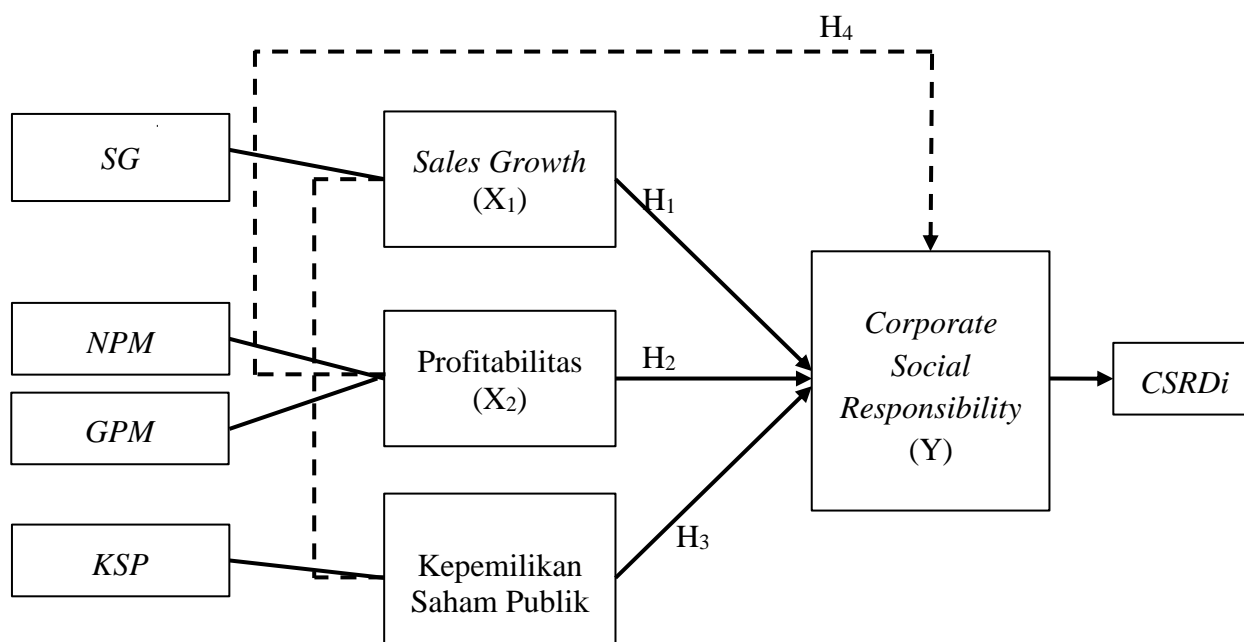 H₄
SG
Sales Growth
(X₁)
H₁
NPM
GPM
Profitabilitas
(X₂)
H₂
Corporate
Social
Responsibility
(Y)
CSRDi
KSP
Kepemilikan
Saham Publik
H₃